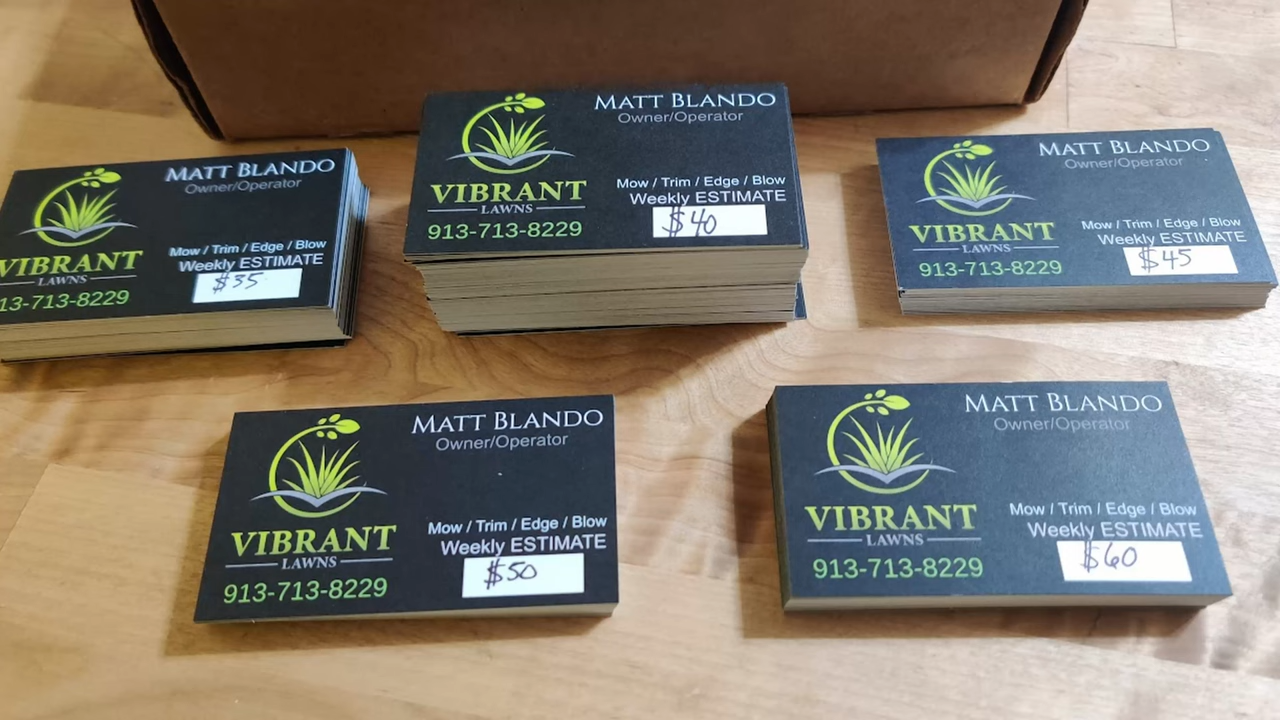 MATT BLANDO
Owner/Operator
VIBRANT
LAWNS
13-713-8229
Mow / Trim / Edge / Blow
Weekly ESTIMATE
$35
MATT BLANDO
Owner/Operator
VIBRANT
LAWNS
913-713-8229
Mow / Trim / Edge / Blow
Weekly ESTIMATE
$40
MATT BLANDO
Owner/Operator
VIBRANT
LAWNS
913-713-8229
Mow / Trim / Edge / Blow
Weekly ESTIMATE
$45
MATT BLANDO
Owner/Operator
VIBRANT
LAWNS
913-713-8229
Mow / Trim / Edge / Blow
Weekly ESTIMATE
$50
MATT BLANDO
Owner/Operator
VIBRANT
LAWNS
913-713-8229
Mow / Trim / Edge / Blow
Weekly ESTIMATE
$60